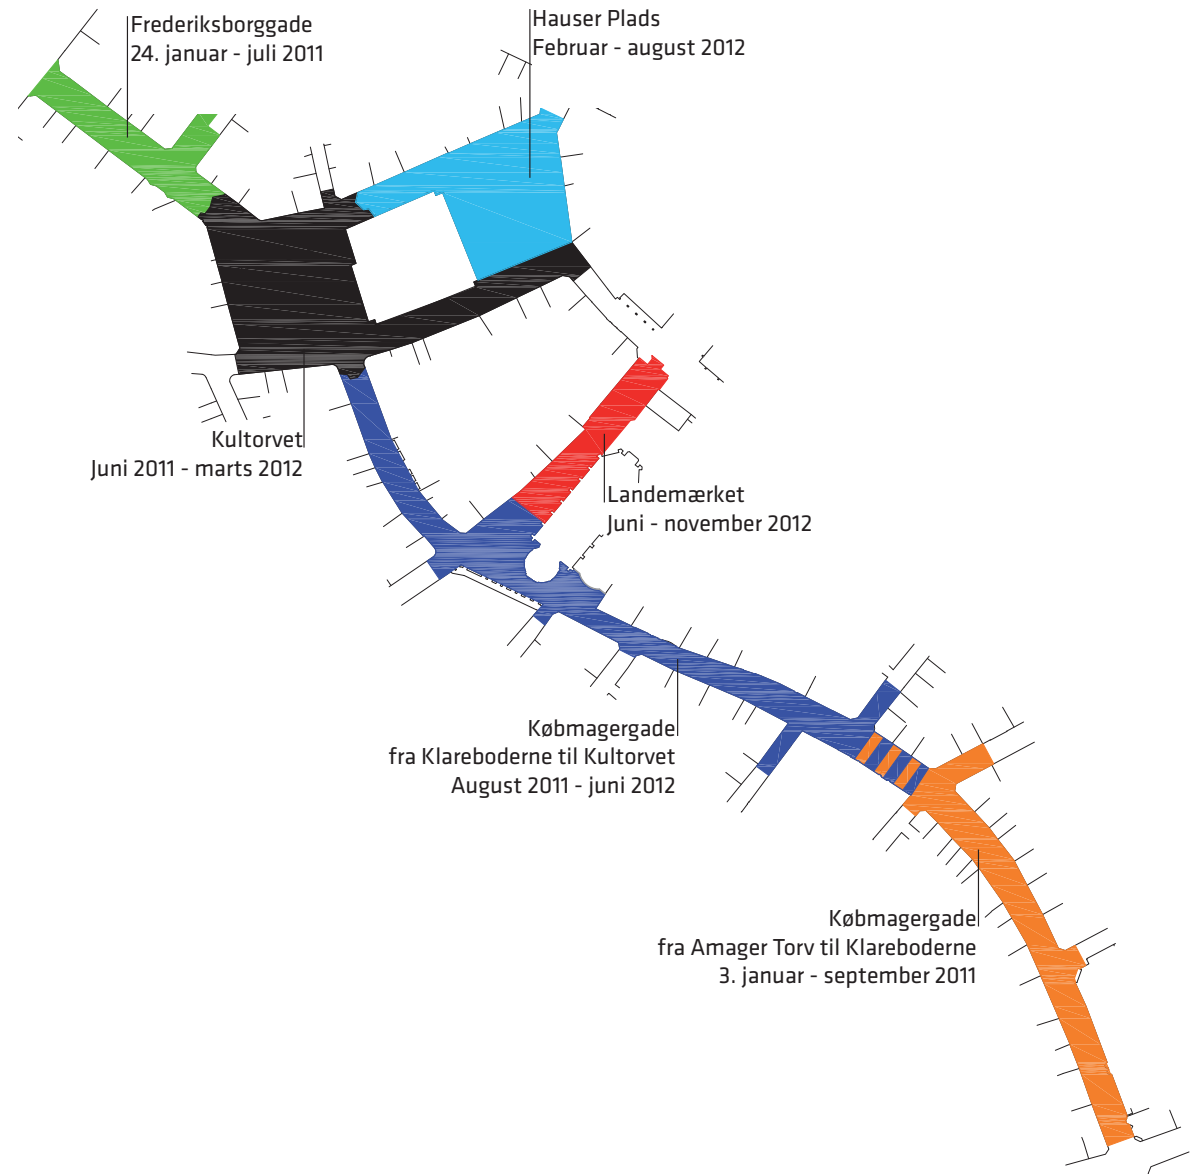 Frederiksborggade
24. januar - juli 2011
Hauser Plads
Februar - august 2012
Kultorvet
Juni 2011 - marts 2012
Landemærket
Juni - november 2012
Købmagergade
fra Klareboderne til Kultorvet
August 2011 - juni 2012
Købmagergade
fra Amager Torv til Klareboderne
3. januar - september 2011